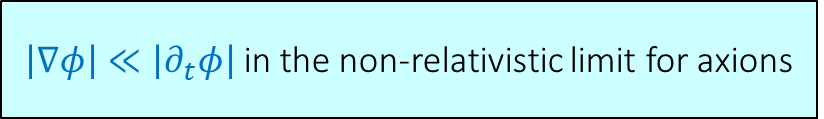 |∇ϕ| ≪ |∂ₜϕ| in the non-relativistic limit for axions